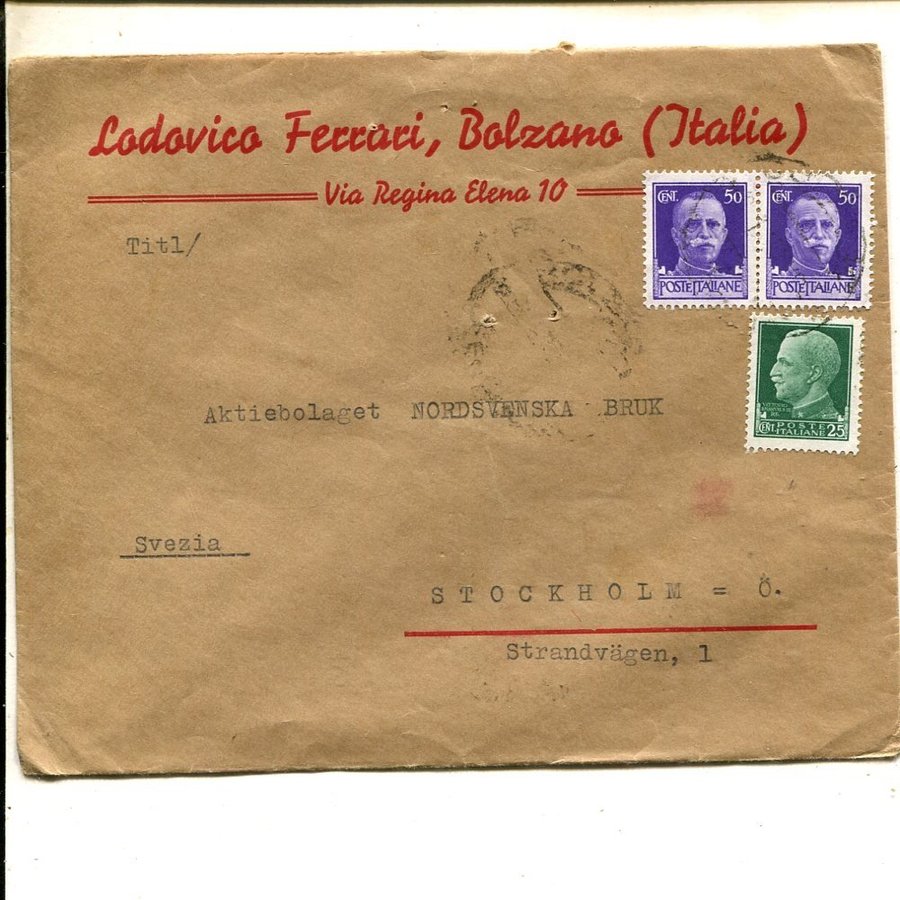 Lodovico Ferrari, Bolzano (Italia)
Via Regina Elena 10
CENT. 50
POSTE ITALIANE
CENT. 50
POSTE ITALIANE
Titl/
POSTE
CENT. ITALIANE 25
Aktiebolaget NORDSVENSKA BRUK
Svezia
STOCKHOLM = Ö.
Strandvägen, 1